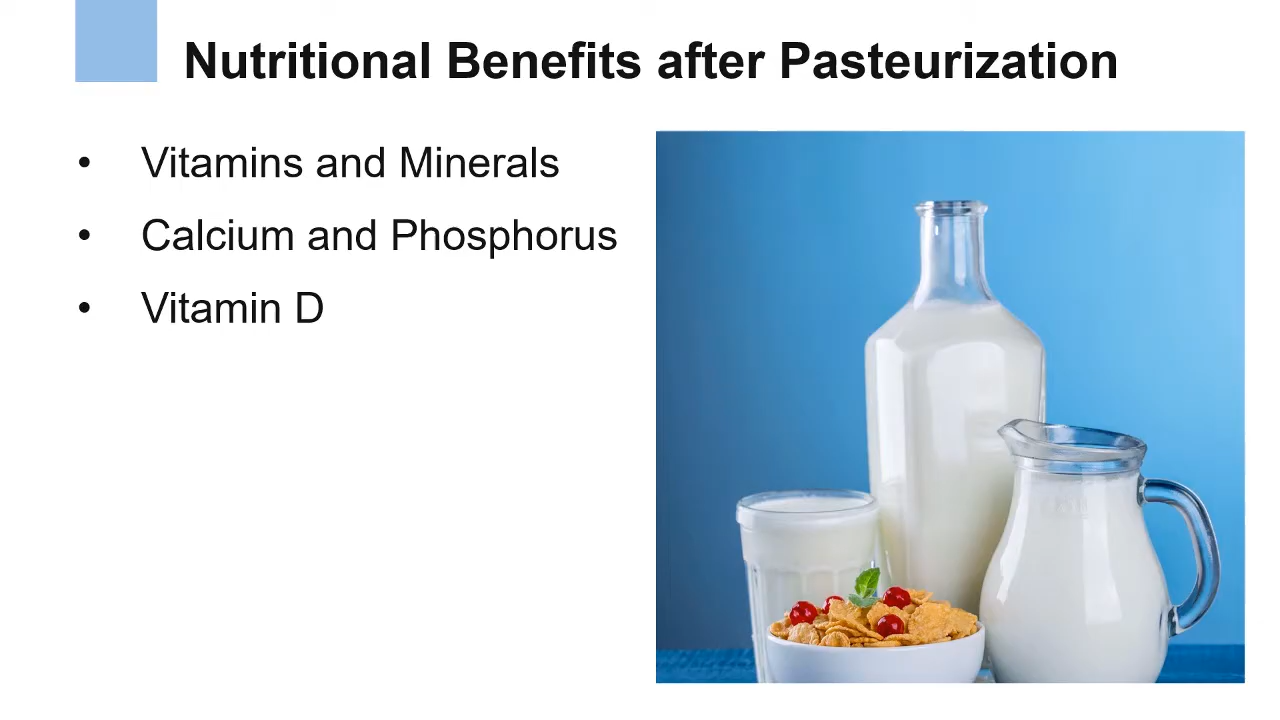 Nutritional Benefits after Pasteurization
• Vitamins and Minerals
• Calcium and Phosphorus
• Vitamin D